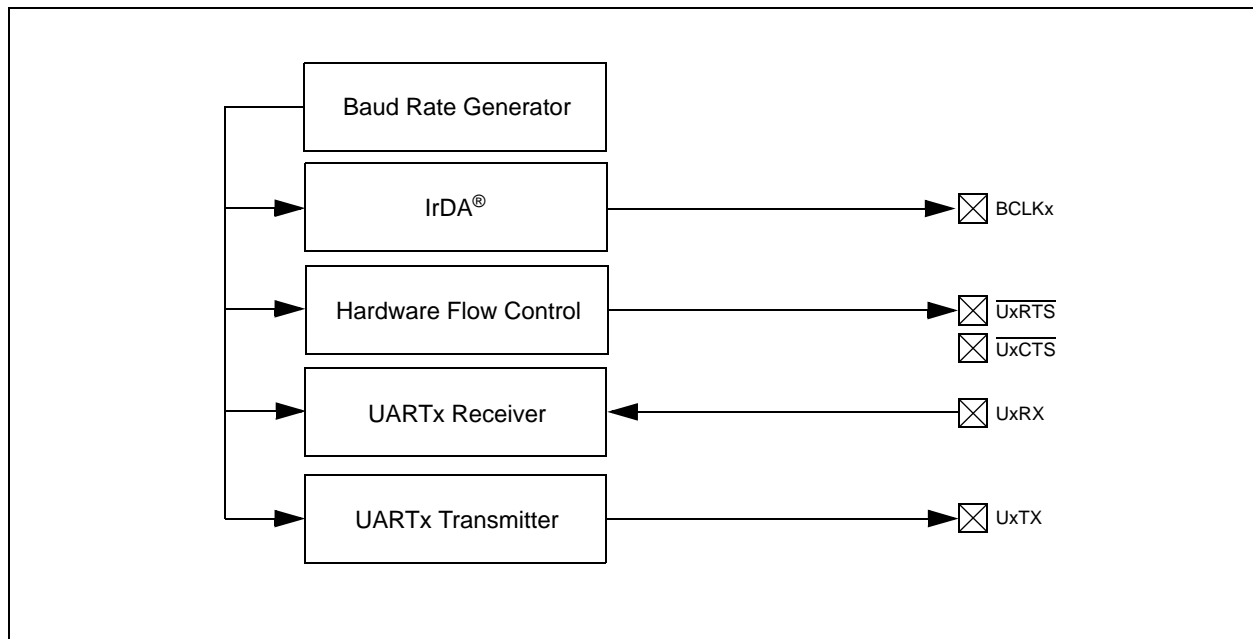 Baud Rate Generator
IrDA®
BCLKx
Hardware Flow Control
UxRTS
UxCTS
UARTx Receiver
UxRX
UARTx Transmitter
UxTX